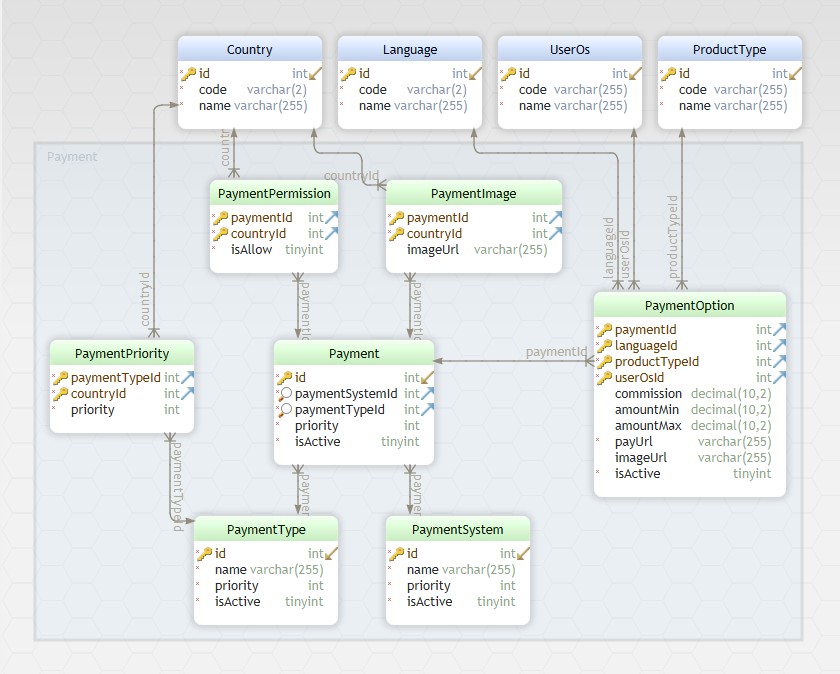 Country
id int
code varchar(2)
name varchar(255)
Language
id int
code varchar(2)
name varchar(255)
UserOs
id int
code varchar(255)
name varchar(255)
ProductType
id int
code varchar(255)
name varchar(255)
Payment
countryId
PaymentPermission
paymentId int
countryId int
isAllow tinyint
PaymentImage
paymentId int
countryId int
imageUrl varchar(255)
languageId
userOsId
productTypeId
countryId
PaymentOption
paymentId int
languageId int
productTypeId int
userOsId int
commission decimal(10,2)
amountMin decimal(10,2)
amountMax decimal(10,2)
payUrl varchar(255)
imageUrl varchar(255)
isActive tinyint
paymentId
PaymentPriority
paymentTypeId int
countryId int
priority int
Payment
id int
paymentSystemId int
paymentTypeId int
priority int
isActive tinyint
paymentTypeId
PaymentType
id int
name varchar(255)
priority int
isActive tinyint
PaymentSystem
id int
name varchar(255)
priority int
isActive tinyint